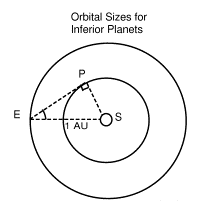 Orbital Sizes for
Inferior Planets
P
E
S
1 AU